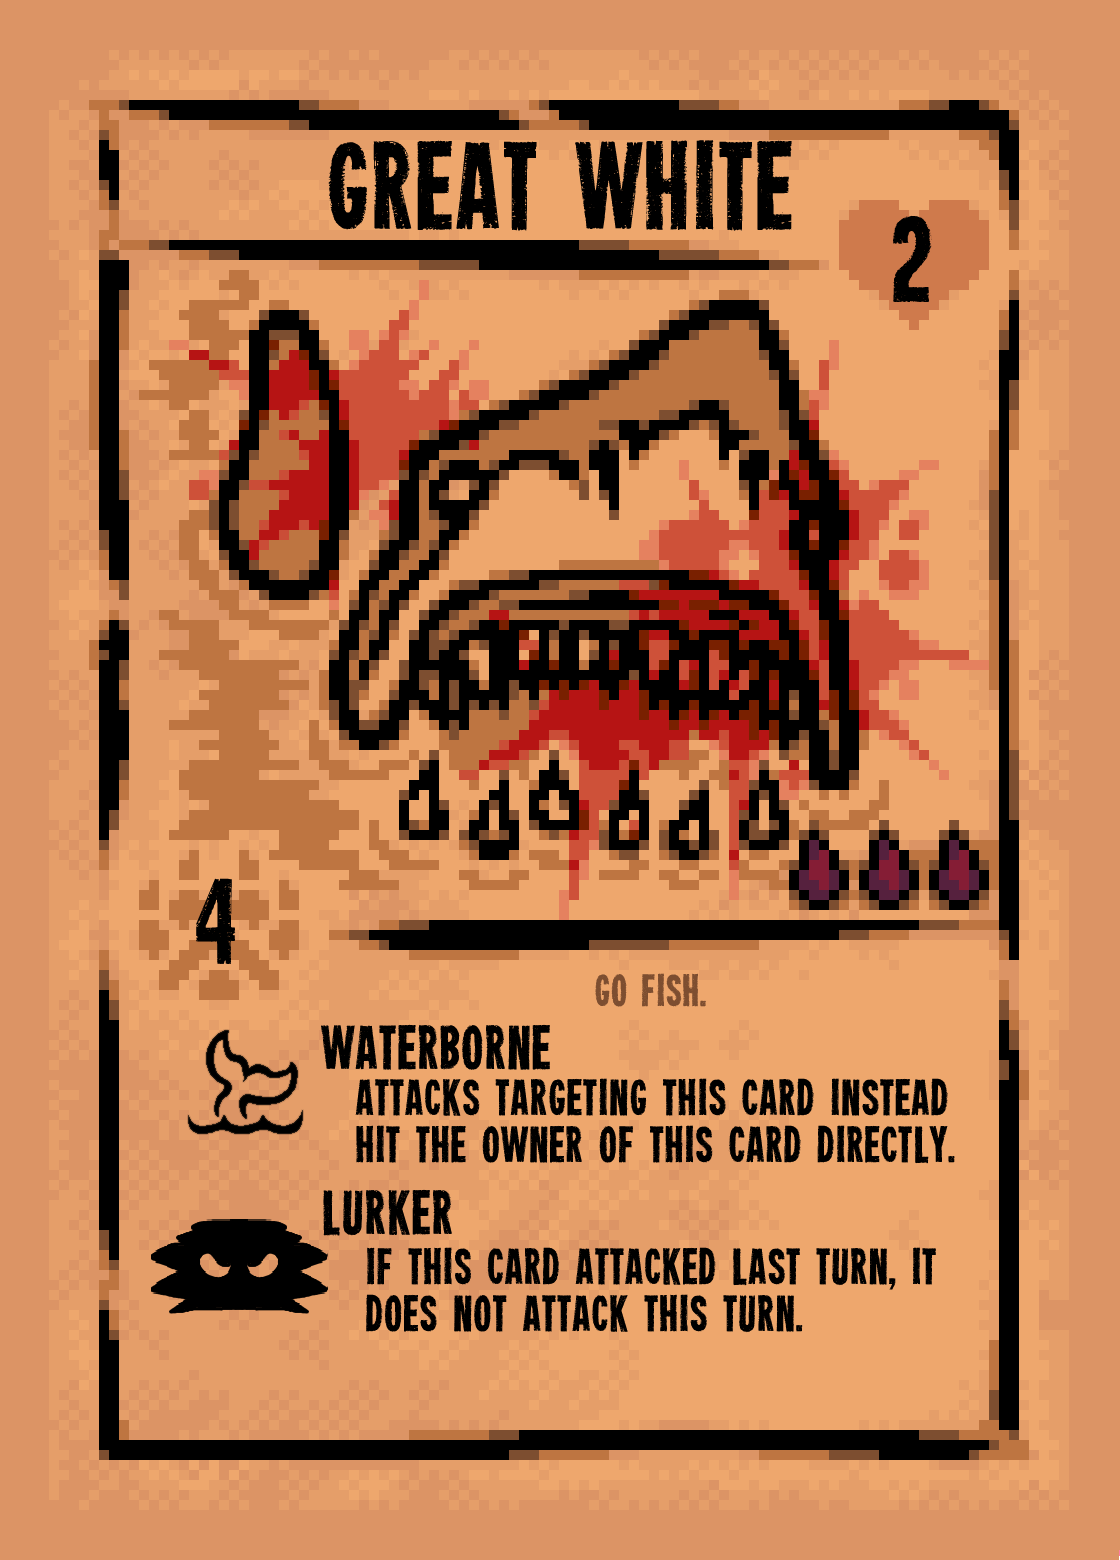 GREAT WHITE
2
4
GO FISH.
WATERBORNE
ATTACKS TARGETING THIS CARD INSTEAD
HIT THE OWNER OF THIS CARD DIRECTLY.
LURKER
IF THIS CARD ATTACKED LAST TURN, IT
DOES NOT ATTACK THIS TURN.